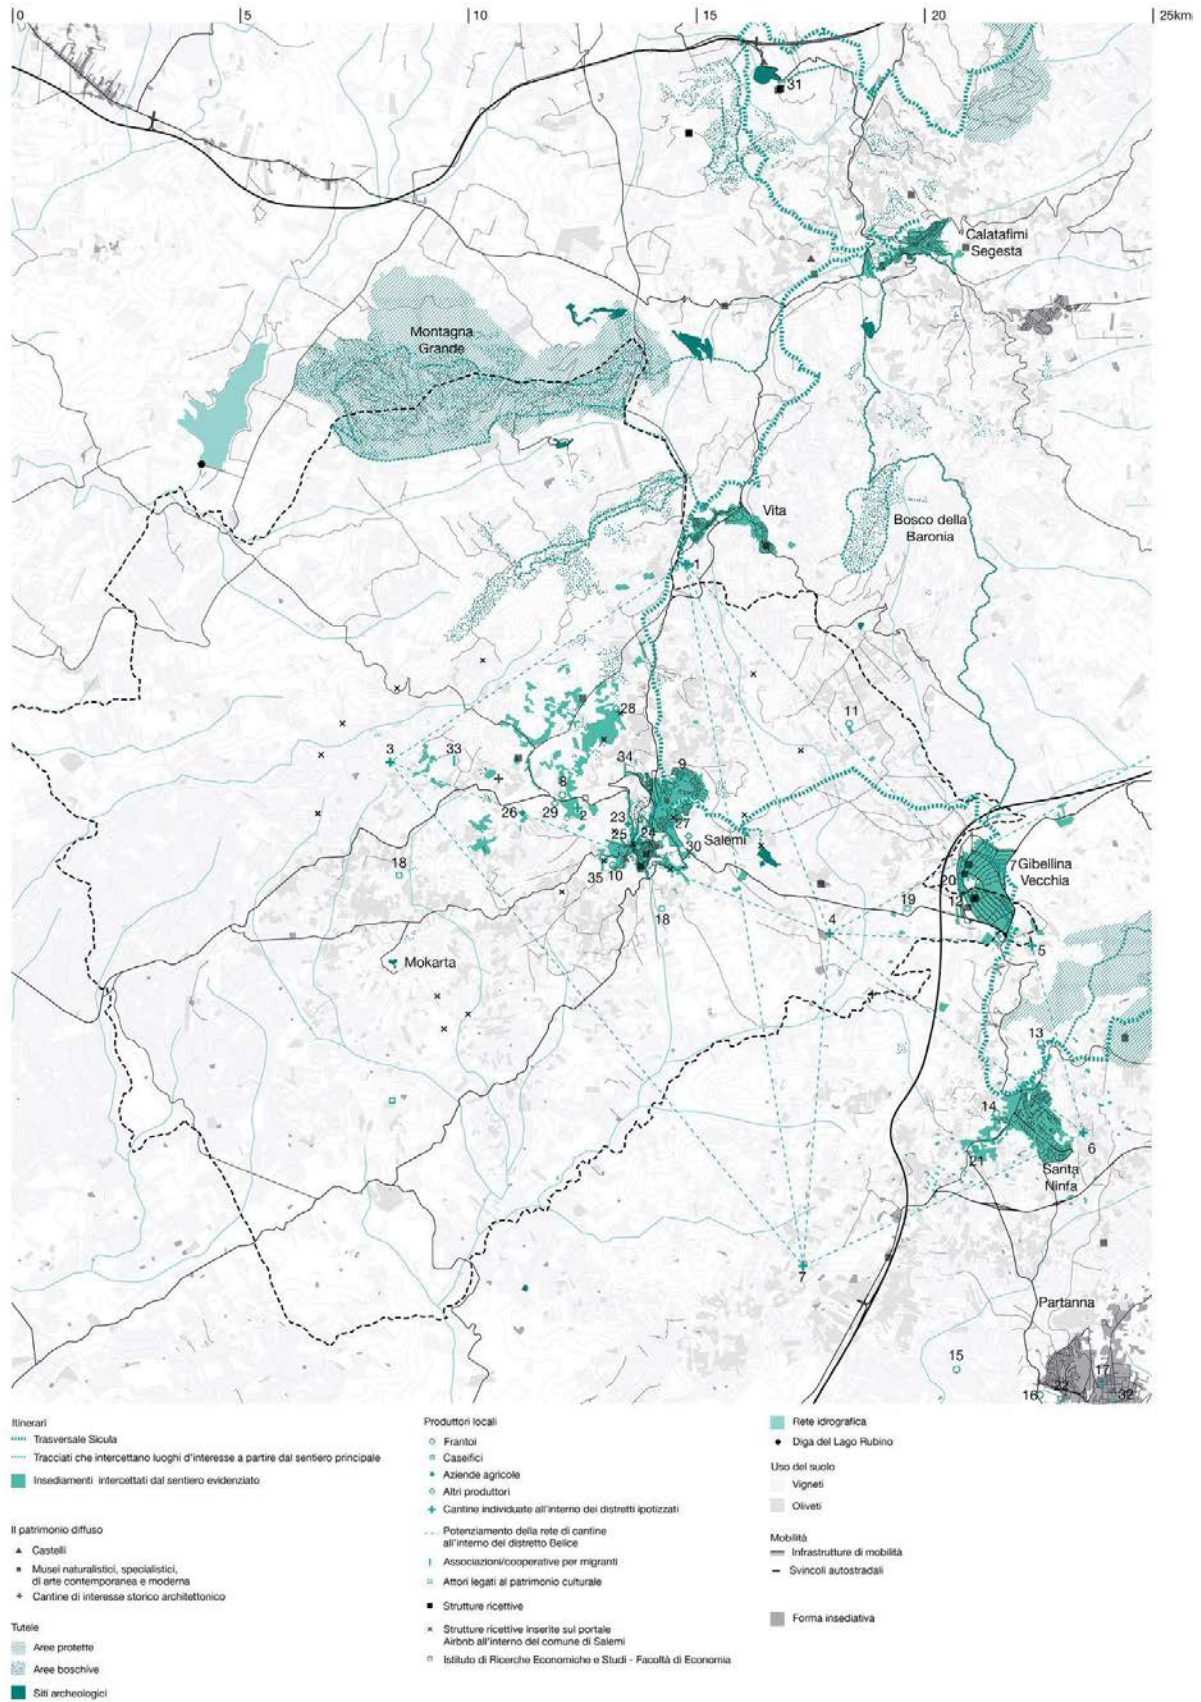 0
5
10
15
20
25km
31
Calatafimi
Segesta
Montagna
Grande
Vita
Bosco della
Baronia
1
11
28
3
33
34
9
8
26
29
2
23
27
25
24
Salemi
30
7
Gibellina
Vecchia
18
35
10
20
12
18
19
4
5
Mokarta
13
14
6
21
Santa
Ninfa
7
Partanna
15
17
16
22
32
Itinerari
Trasversale Sicula
Tracciati che intercettano luoghi d'interesse a partire dal sentiero principale
Insediamenti intercettati dal sentiero evidenziato
Il patrimonio diffuso
Castelli
Musei naturalistici, specialistici,
di arte contemporanea e moderna
Cantine di interesse storico architettonico
Tutele
Aree protette
Aree boschive
Siti archeologici
Produttori locali
Frantoi
Caseifici
Aziende agricole
Altri produttori
Cantine individuate all'interno dei distretti ipotizzati
Potenziamento della rete di cantine
all'interno del distretto Belice
Associazioni/cooperative per migranti
Attori legati al patrimonio culturale
Strutture ricettive
Strutture ricettive inserite sul portale
Airbnb all'interno del comune di Salemi
Istituto di Ricerche Economiche e Studi - Facoltà di Economia
Rete idrografica
Diga del Lago Rubino
Uso del suolo
Vigneti
Oliveti
Mobilità
Infrastrutture di mobilità
Svincoli autostradali
Forma insediativa